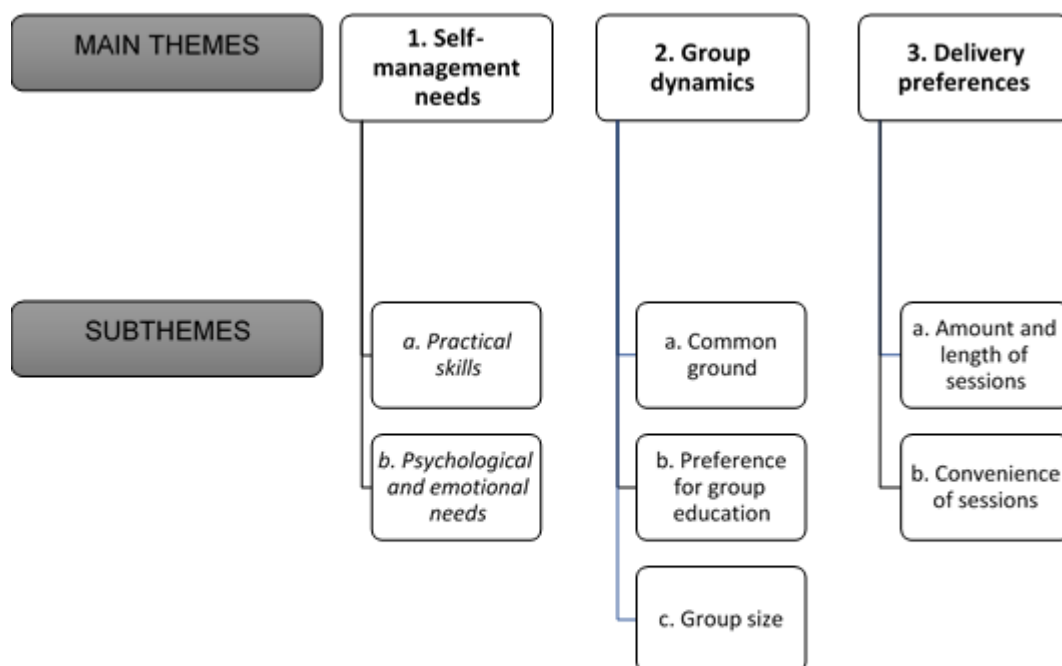 MAIN THEMES
1. Self-
management
needs
2. Group
dynamics
3. Delivery
preferences
SUBTHEMES
a. Practical
skills
b. Psychological
and emotional
needs
a. Common
ground
b. Preference
for group
education
c. Group size
a. Amount and
length of
sessions
b. Convenience
of sessions